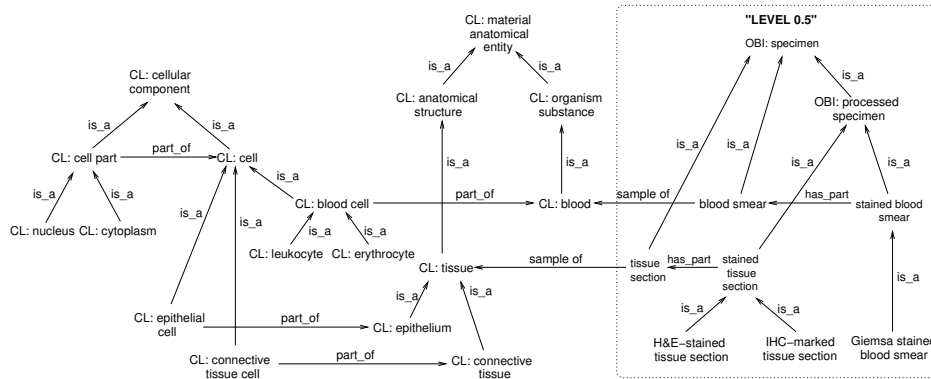 "LEVEL 0.5"
CL: material
anatomical
entity
OBI: specimen
is_a
is_a
is_a
CL: cellular
component
CL: anatomical
structure
CL: organism
substance
OBI: processed
specimen
is_a
is_a
is_a
is_a
is_a
is_a
is_a
is_a
CL: cell part
part_of
CL: cell
is_a
is_a
is_a
is_a
CL: blood cell
part_of
CL: blood
sample of
blood smear
has_part
stained blood
smear
is_a
CL: nucleus
CL: cytoplasm
is_a
is_a
is_a
CL: leukocyte
CL: erythrocyte
CL: tissue
sample of
tissue
section
has_part
stained
tissue
section
is_a
is_a
is_a
is_a
is_a
CL: epithelial
cell
part_of
CL: epithelium
H&E−stained
tissue section
IHC−marked
tissue section
Giemsa stained
blood smear
CL: connective
tissue cell
part_of
CL: connective
tissue